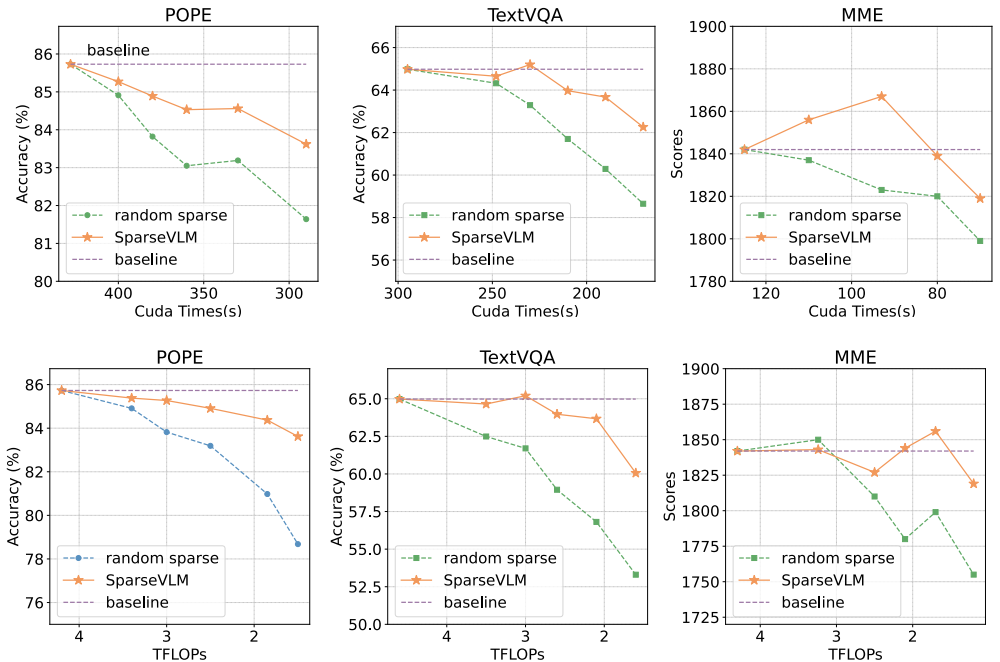 POPE
TextVQA
MME
86
85
84
83
82
81
80
Accuracy (%)
baseline
random sparse
SparseVLM
baseline
400
350
300
Cuda Times(s)
66
64
62
60
58
56
Accuracy (%)
random sparse
SparseVLM
baseline
300
250
200
Cuda Times(s)
1900
1880
1860
1840
1820
1800
1780
Scores
random sparse
SparseVLM
baseline
120
100
80
Cuda Times(s)
POPE
TextVQA
MME
86
84
82
80
78
76
Accuracy (%)
random sparse
SparseVLM
baseline
4
3
2
TFLOPs
65.0
62.5
60.0
57.5
55.0
52.5
50.0
Accuracy (%)
random sparse
SparseVLM
baseline
4
3
2
TFLOPs
1900
1875
1850
1825
1800
1775
1750
1725
Scores
random sparse
SparseVLM
baseline
4
3
2
TFLOPs